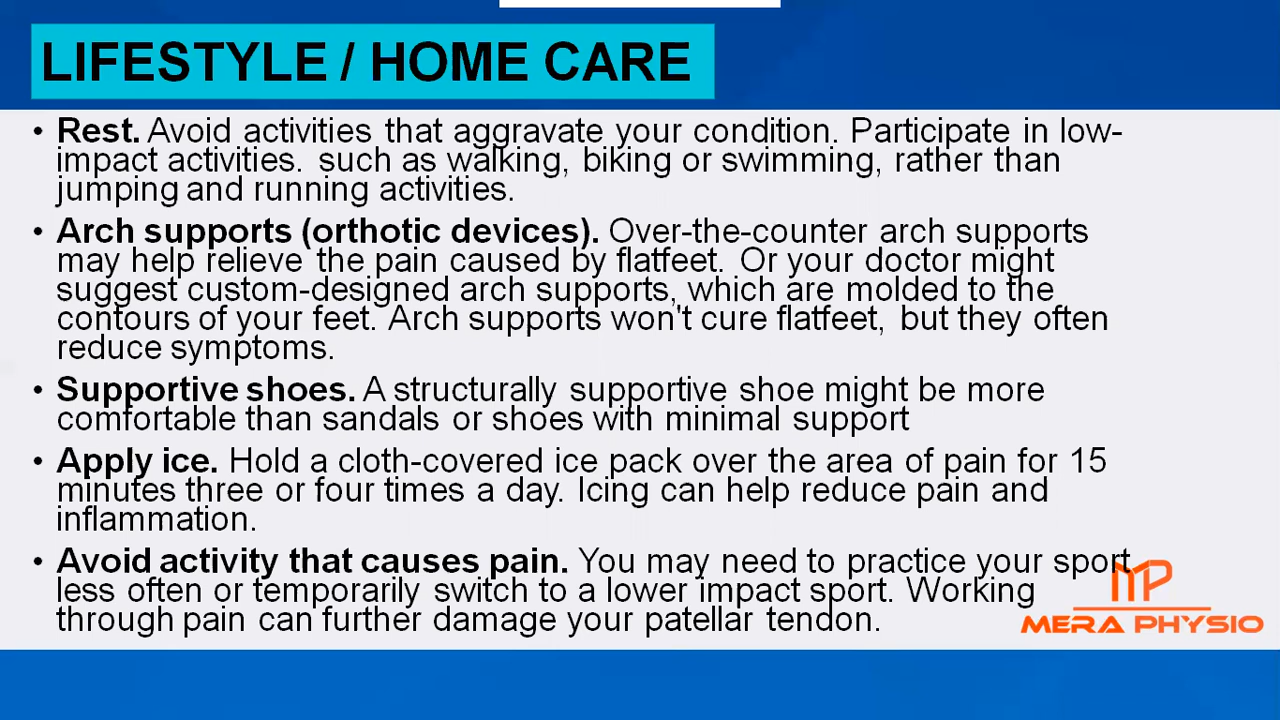 LIFESTYLE / HOME CARE
• Rest. Avoid activities that aggravate your condition. Participate in low-
impact activities. such as walking, biking or swimming, rather than
jumping and running activities.
• Arch supports (orthotic devices). Over-the-counter arch supports
may help relieve the pain caused by flatfeet. Or your doctor might
suggest custom-designed arch supports, which are molded to the
contours of your feet. Arch supports won't cure flatfeet, but they often
reduce symptoms.
• Supportive shoes. A structurally supportive shoe might be more
comfortable than sandals or shoes with minimal support
• Apply ice. Hold a cloth-covered ice pack over the area of pain for 15
minutes three or four times a day. Icing can help reduce pain and
inflammation.
• Avoid activity that causes pain. You may need to practice your sport
less often or temporarily switch to a lower impact sport. Working
through pain can further damage your patellar tendon.
MP
MERA PHYSIO